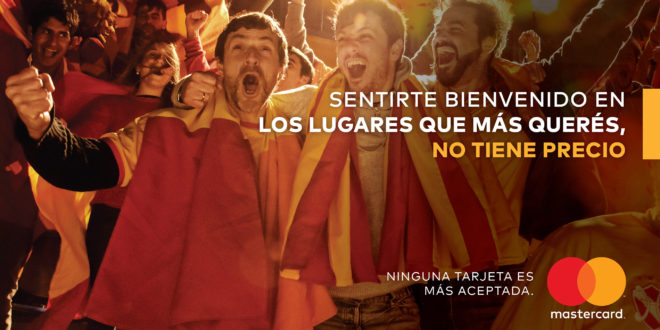 SENTIRTE BIENVENIDO EN
LOS LUGARES QUE MÁS QUERÉS,
NO TIENE PRECIO
NINGUNA TARJETA ES
MÁS ACEPTADA.
mastercard.